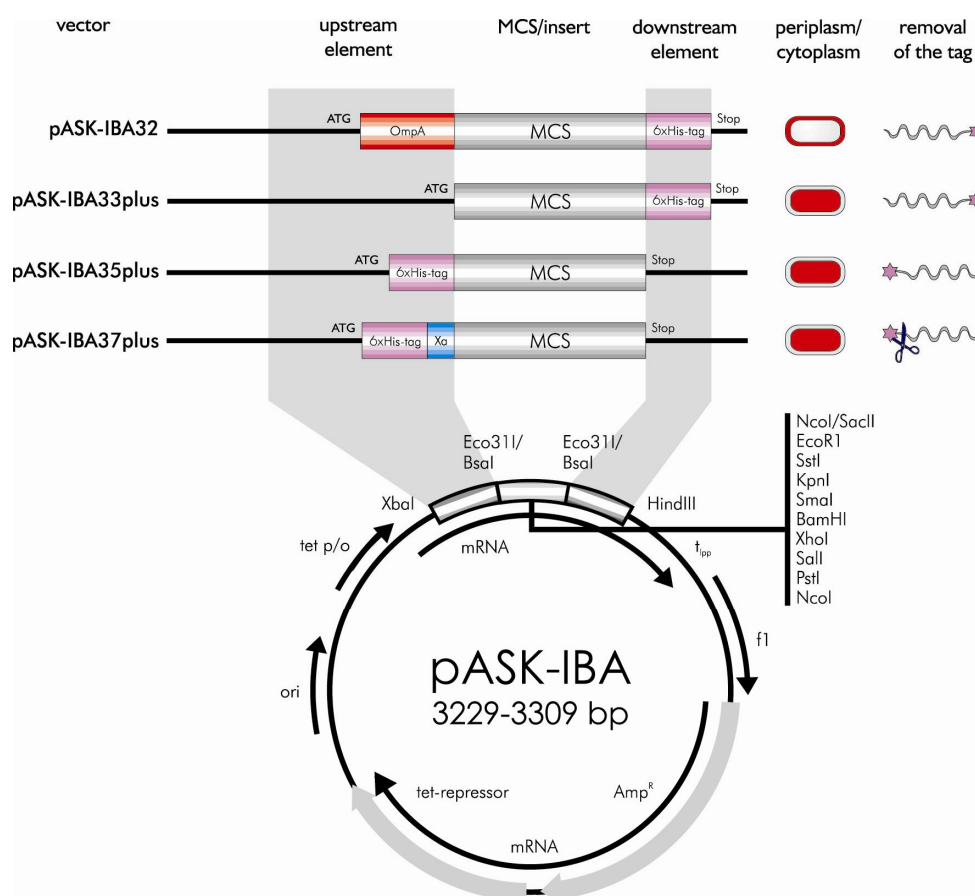 vector
upstream
element
MCS/insert
downstream
element
periplasm/
cytoplasm
removal
of the tag
pASK-IBA32
ATG
OmpA
MCS
6xHis-tag
Stop
pASK-IBA33plus
ATG
MCS
6xHis-tag
Stop
pASK-IBA35plus
ATG
6xHis-tag
MCS
Stop
pASK-IBA37plus
ATG
6xHis-tag
Xa
MCS
Stop
Eco31I/
BsaI
Eco31I/
BsaI
XbaI
HindIII
NcoI/SacII
EcoR1
SstI
KpnI
SmaI
BamHI
XhoI
SalI
PstI
NcoI
tet p/o
mRNA
tlpp
f1
ori
pASK-IBA
3229-3309 bp
tet-repressor
AmpR
mRNA